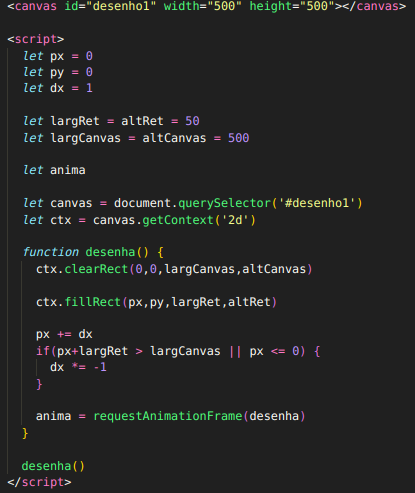 <canvas id="desenho1" width="500" height="500"></canvas>
<script>
let px = 0
let py = 0
let dx = 1
let largRet = altRet = 50
let largCanvas = altCanvas = 500
let anima
let canvas = document.querySelector('#desenho1')
let ctx = canvas.getContext('2d')
function desenha() {
ctx.clearRect(0,0,largCanvas,altCanvas)
ctx.fillRect(px,py,largRet,altRet)
px += dx
if(px+largRet > largCanvas || px <= 0) {
dx *= -1
}
anima = requestAnimationFrame(desenha)
}
desenha()
</script>